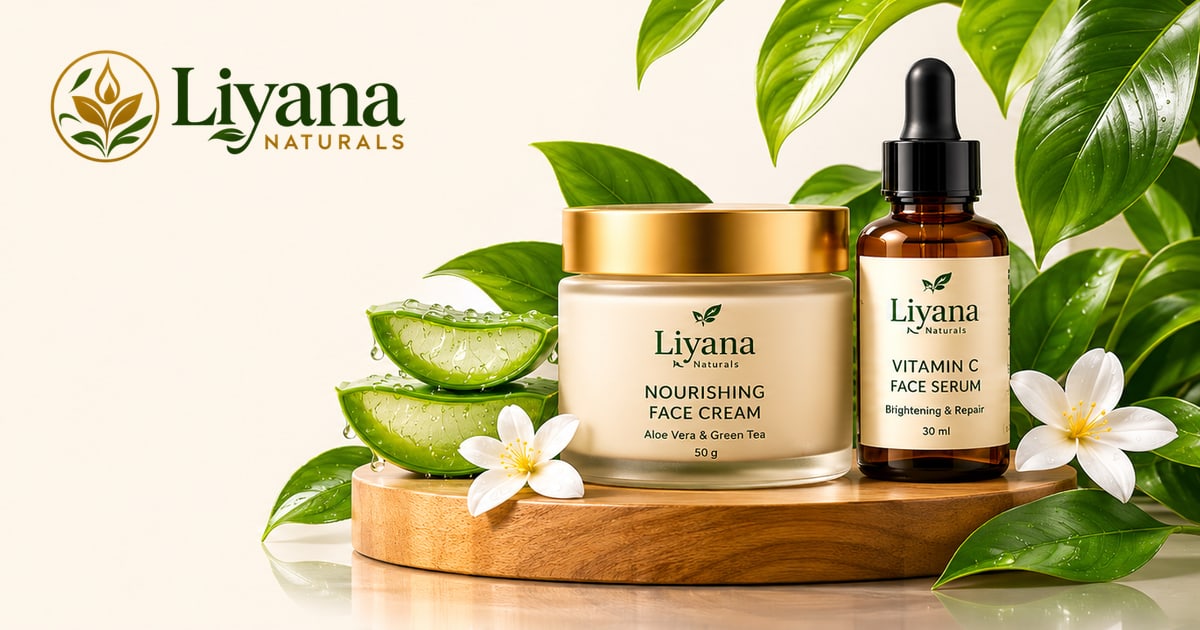 Liyana
NATURALS
Liyana
Naturals
NOURISHING
FACE CREAM
Aloe Vera & Green Tea
50 g
Liyana
Naturals
VITAMIN C
FACE SERUM
Brightening & Repair
30 ml